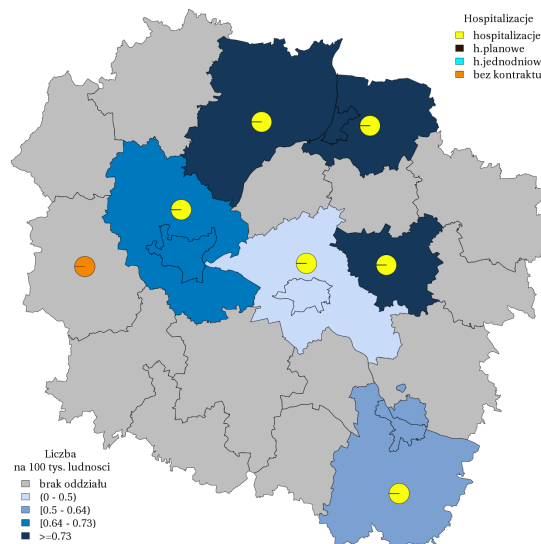 Hospitalizacje
hospitalizacje
h.planowe
h.jednodniow
bez kontraktu
Liczba
na 100 tys. ludnosci
brak oddziału
(0 - 0.5)
[0.5 - 0.64)
[0.64 - 0.73)
>=0.73